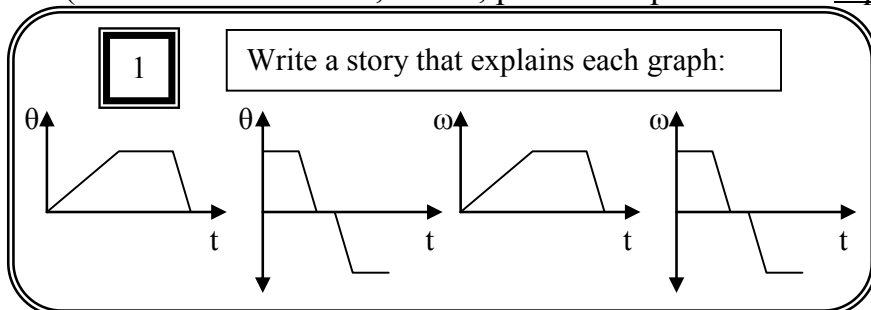 1
Write a story that explains each graph:
θ θ ω ω
t t t t